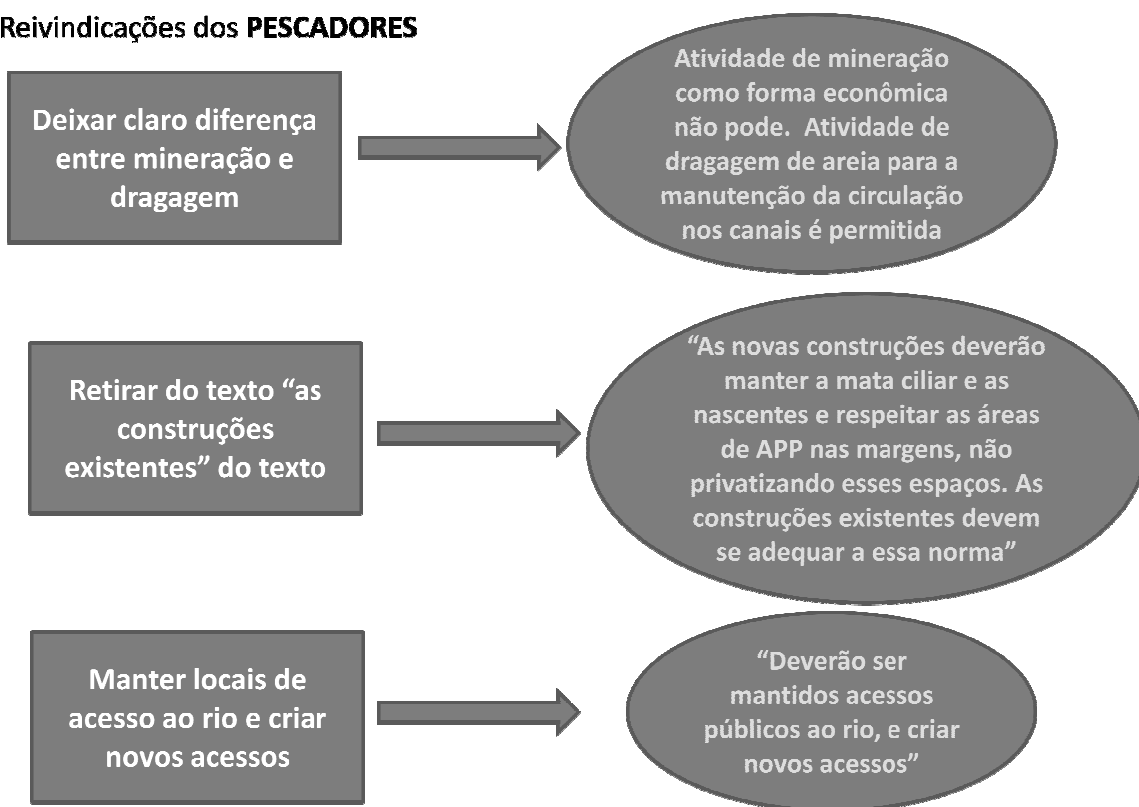 Reivindicações dos PESCADORES
Deixar claro diferença
entre mineração e
dragagem
Atividade de mineração
como forma econômica
não pode. Atividade de
dragagem de areia para a
manutenção da circulação
nos canais é permitida
Retirar do texto “as
construções
existentes” do texto
“As novas construções deverão
manter a mata ciliar e as
nascentes e respeitar as áreas
de APP nas margens, não
privatizando esses espaços. As
construções existentes devem
se adequar a essa norma”
Manter locais de
acesso ao rio e criar
novos acessos
“Deverão ser
mantidos acessos
públicos ao rio, e criar
novos acessos”